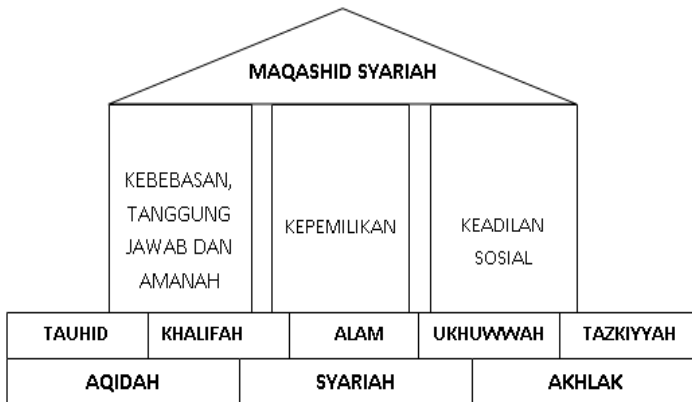 MAQASHID SYARIAH
KEBEBASAN,
TANGGUNG
JAWAB DAN
AMANAH
KEPEMILIKAN
KEADILAN
SOSIAL
TAUHID
KHALIFAH
ALAM
UKHUWWAH
TAZKIYYAH
AQIDAH
SYARIAH
AKHLAK